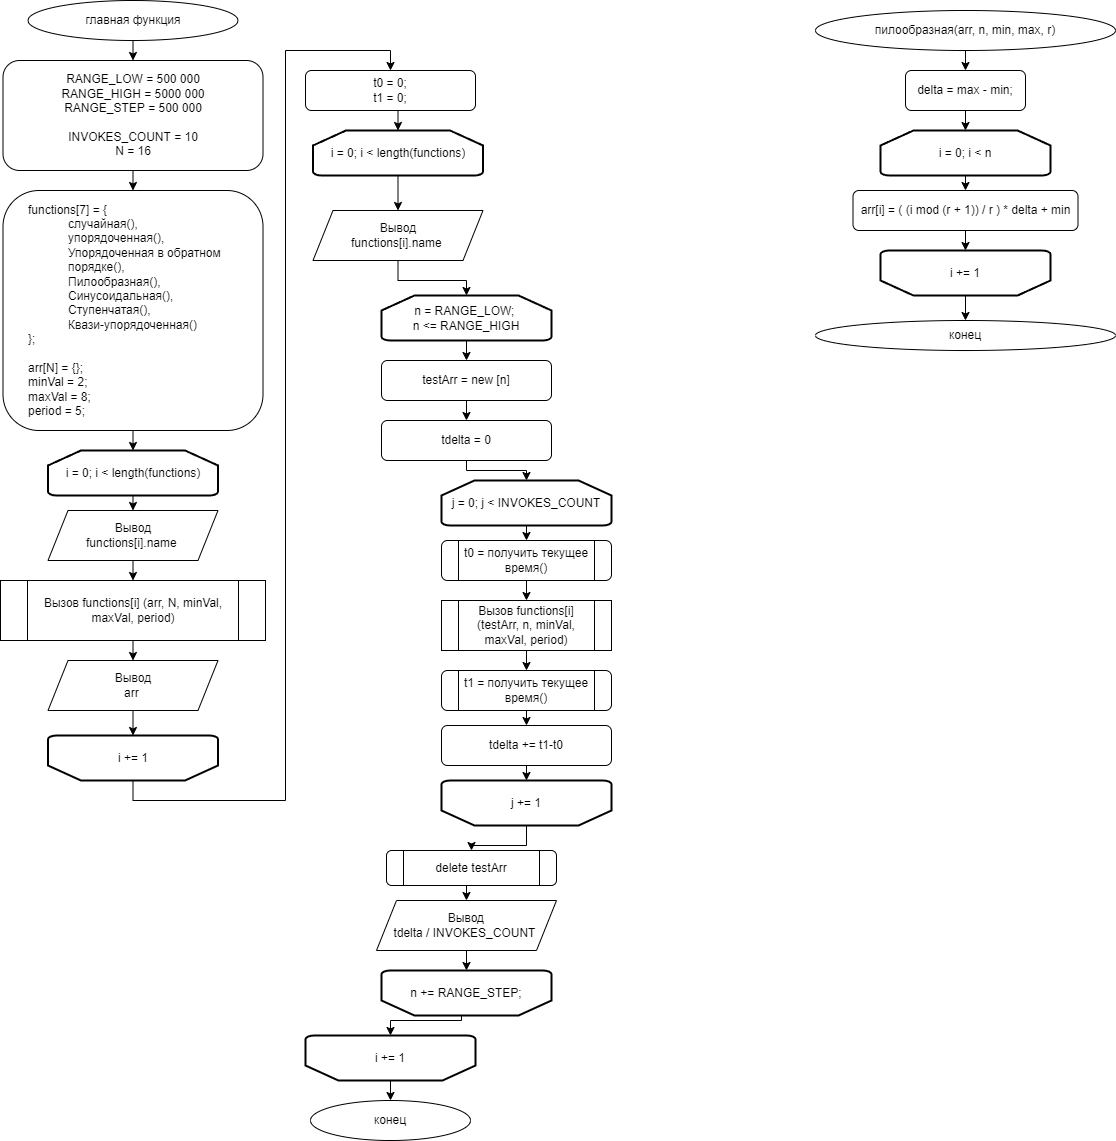 главная функция
RANGE_LOW = 500 000
RANGE_HIGH = 5000 000
RANGE_STEP = 500 000
INVOKES_COUNT = 10
N = 16
functions[7] = {
случайная(),
упорядоченная(),
Упорядоченная в обратном
порядке(),
Пилообразная(),
Синусоидальная(),
Ступенчатая(),
Квази-упорядоченная()
};
arr[N] = {};
minVal = 2;
maxVal = 8;
period = 5;
i = 0; i < length(functions)
Вывод
functions[i].name
Вызов functions[i] (arr, N, minVal,
maxVal, period)
Вывод
arr
i += 1
t0 = 0;
t1 = 0;
i = 0; i < length(functions)
Вывод
functions[i].name
n = RANGE_LOW;
n <= RANGE_HIGH
testArr = new [n]
tdelta = 0
j = 0; j < INVOKES_COUNT
t0 = получить текущее
время()
Вызов functions[i]
(testArr, n, minVal,
maxVal, period)
t1 = получить текущее
время()
tdelta += t1-t0
j += 1
delete testArr
Вывод
tdelta / INVOKES_COUNT
n += RANGE_STEP;
i += 1
конец
пилообразная(arr, n, min, max, r)
delta = max - min;
i = 0; i < n
arr[i] = ( (i mod (r + 1)) / r ) * delta + min
i += 1
конец